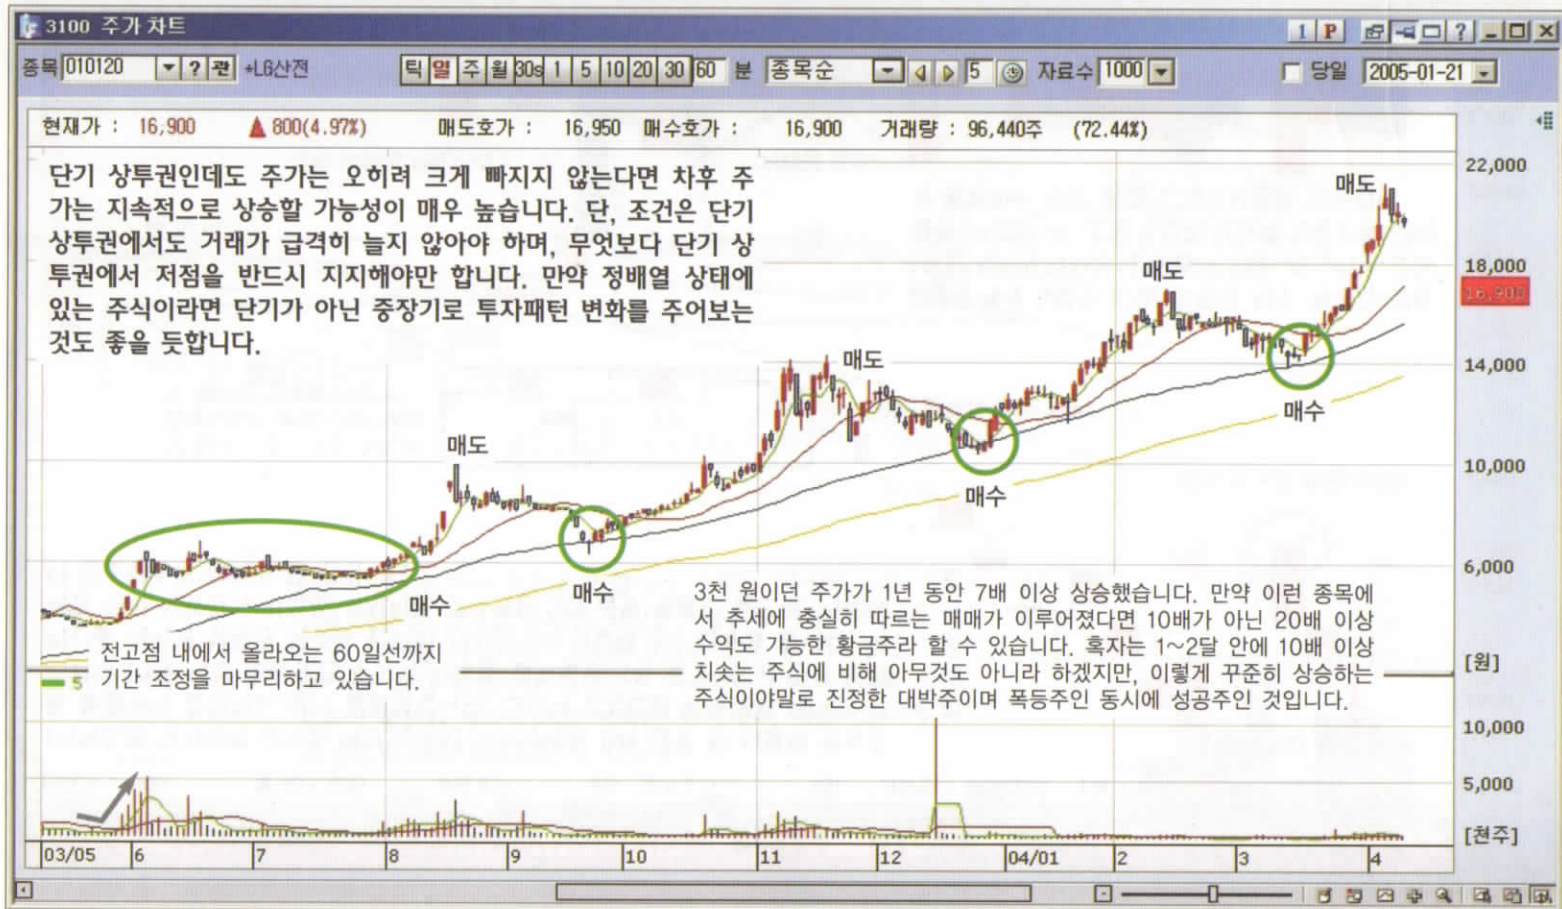 3100 주가 차트
1 P ?
종목 010120 ? 관 *LG산전 틱 일 주 월 30s 1 5 10 20 30 60 분 종목순 5 자료수 1000 당일 2005-01-21
현재가 : 16,900 ▲ 800(4.97%) 매도호가 : 16,950 매수호가 : 16,900 거래량 : 96,440주 (72.44%)
단기 상투권인데도 주가는 오히려 크게 빠지지 않는다면 차후 주
가는 지속적으로 상승할 가능성이 매우 높습니다. 단, 조건은 단기
상투권에서도 거래가 급격히 늘지 않아야 하며, 무엇보다 단기 상
투권에서 저점을 반드시 지지해야만 합니다. 만약 정배열 상태에
있는 주식이라면 단기가 아닌 중장기로 투자패턴 변화를 주어보는
것도 좋을 듯합니다.
22,000
매도
18,000
매도
16,900
매도
14,000
매수
매도
10,000
매수
6,000
매수
매수
3천 원이던 주가가 1년 동안 7배 이상 상승했습니다. 만약 이런 종목에
서 추세에 충실히 따르는 매매가 이루어졌다면 10배가 아닌 20배 이상
수익도 가능한 황금주라 할 수 있습니다. 혹자는 1~2달 안에 10배 이상
치솟는 주식에 비해 아무것도 아니라 하겠지만, 이렇게 꾸준히 상승하는
주식이야말로 진정한 대박주이며 폭등주인 동시에 성공주인 것입니다.
전고점 내에서 올라오는 60일선까지
기간 조정을 마무리하고 있습니다.
[원]
5
10,000
5,000
[천주]
03/05 6 7 8 9 10 11 12 04/01 2 3 4